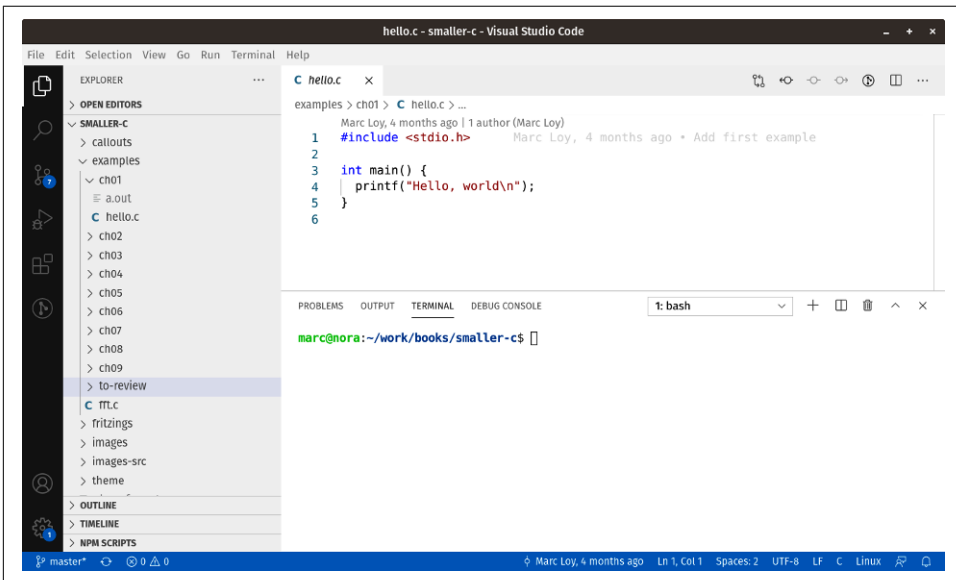 hello.c - smaller-c - Visual Studio Code
File Edit Selection View Go Run Terminal Help
EXPLORER
OPEN EDITORS
SMALLER-C
callouts
examples
ch01
a.out
C hello.c
ch02
ch03
ch04
ch05
ch06
ch07
ch08
ch09
to-review
C fft.c
fritzings
images
images-src
theme
OUTLINE
TIMELINE
NPM SCRIPTS
C hello.c
examples > ch01 > C hello.c > ...
Marc Loy, 4 months ago | 1 author (Marc Loy)
1 #include <stdio.h> Marc Loy, 4 months ago • Add first example
2
3 int main() {
4 printf("Hello, world\n");
5 }
6
PROBLEMS OUTPUT TERMINAL DEBUG CONSOLE 1: bash
marc@nora:~/work/books/smaller-c$
7
1
master* 0 0 Marc Loy, 4 months ago Ln 1, Col 1 Spaces: 2 UTF-8 LF C Linux